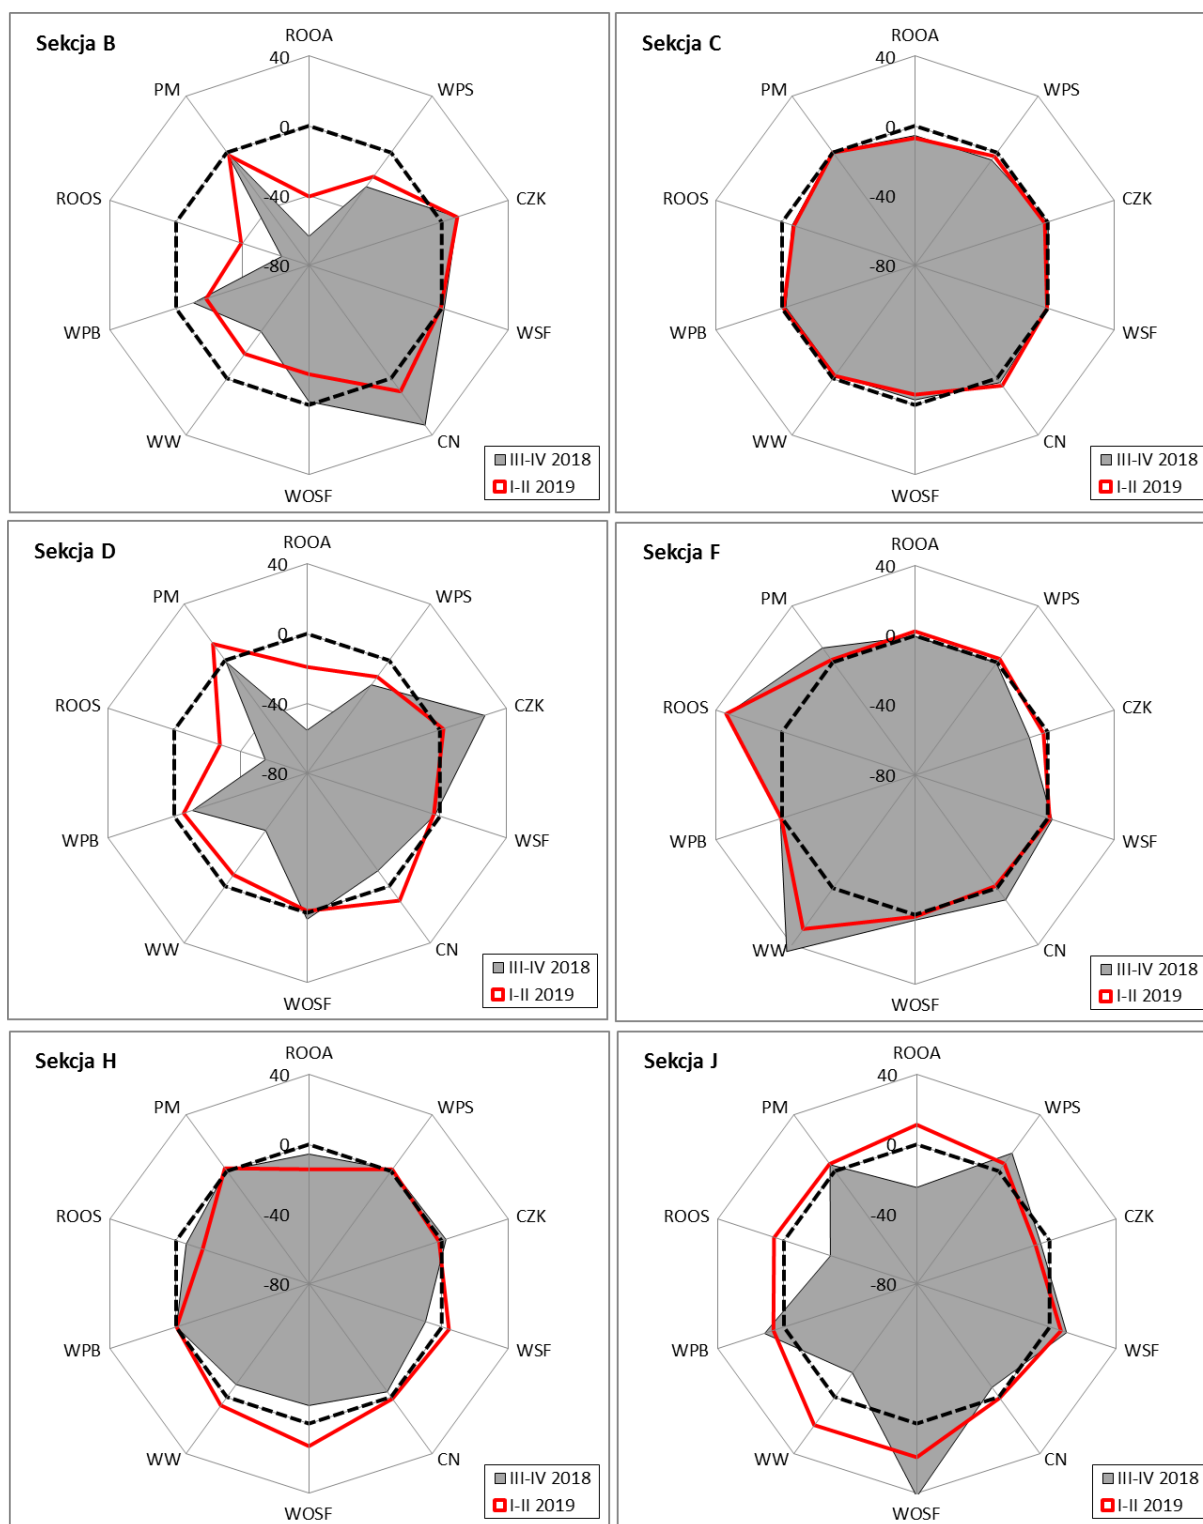 Sekcja B
ROOA
40
PM
WPS
0
ROOS
CZK
-40
-80
WPB
WSF
WW
CN
WOSF
III-IV 2018
I-II 2019
Sekcja C
ROOA
40
PM
WPS
0
ROOS
CZK
-40
-80
WPB
WSF
WW
CN
WOSF
III-IV 2018
I-II 2019
Sekcja D
ROOA
40
PM
WPS
0
ROOS
CZK
-40
-80
WPB
WSF
WW
CN
WOSF
III-IV 2018
I-II 2019
Sekcja F
ROOA
40
PM
WPS
0
ROOS
CZK
-40
-80
WPB
WSF
WW
CN
WOSF
III-IV 2018
I-II 2019
Sekcja H
ROOA
40
PM
WPS
0
ROOS
CZK
-40
-80
WPB
WSF
WW
CN
WOSF
III-IV 2018
I-II 2019
Sekcja J
ROOA
40
PM
WPS
0
ROOS
CZK
-40
-80
WPB
WSF
WW
CN
WOSF
III-IV 2018
I-II 2019